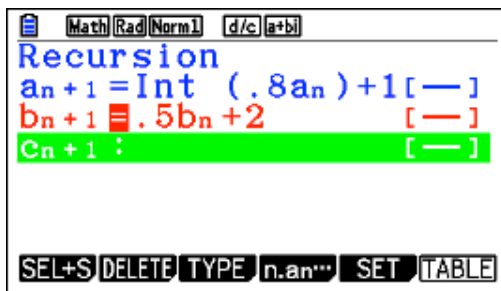 Math Rad Norm1 d/c a+bi
Recursion
aₙ₊₁=Int (.8aₙ)+1[—]
bₙ₊₁=.5bₙ+2 [—]
cₙ₊₁: [—]
SEL+S DELETE TYPE n.an… SET TABLE